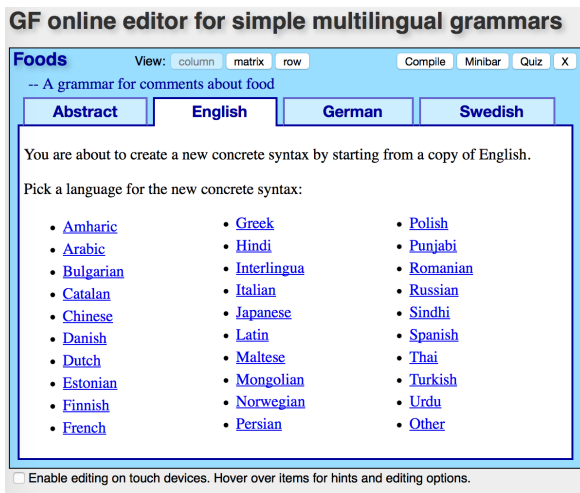 GF online editor for simple multilingual grammars
Foods View: column matrix row Compile Minibar Quiz X
-- A grammar for comments about food
Abstract English German Swedish
You are about to create a new concrete syntax by starting from a copy of English.
Pick a language for the new concrete syntax:
Amharic
Arabic
Bulgarian
Catalan
Chinese
Danish
Dutch
Estonian
Finnish
French
Greek
Hindi
Interlingua
Italian
Japanese
Latin
Maltese
Mongolian
Norwegian
Persian
Polish
Punjabi
Romanian
Russian
Sindhi
Spanish
Thai
Turkish
Urdu
Other
Enable editing on touch devices. Hover over items for hints and editing options.